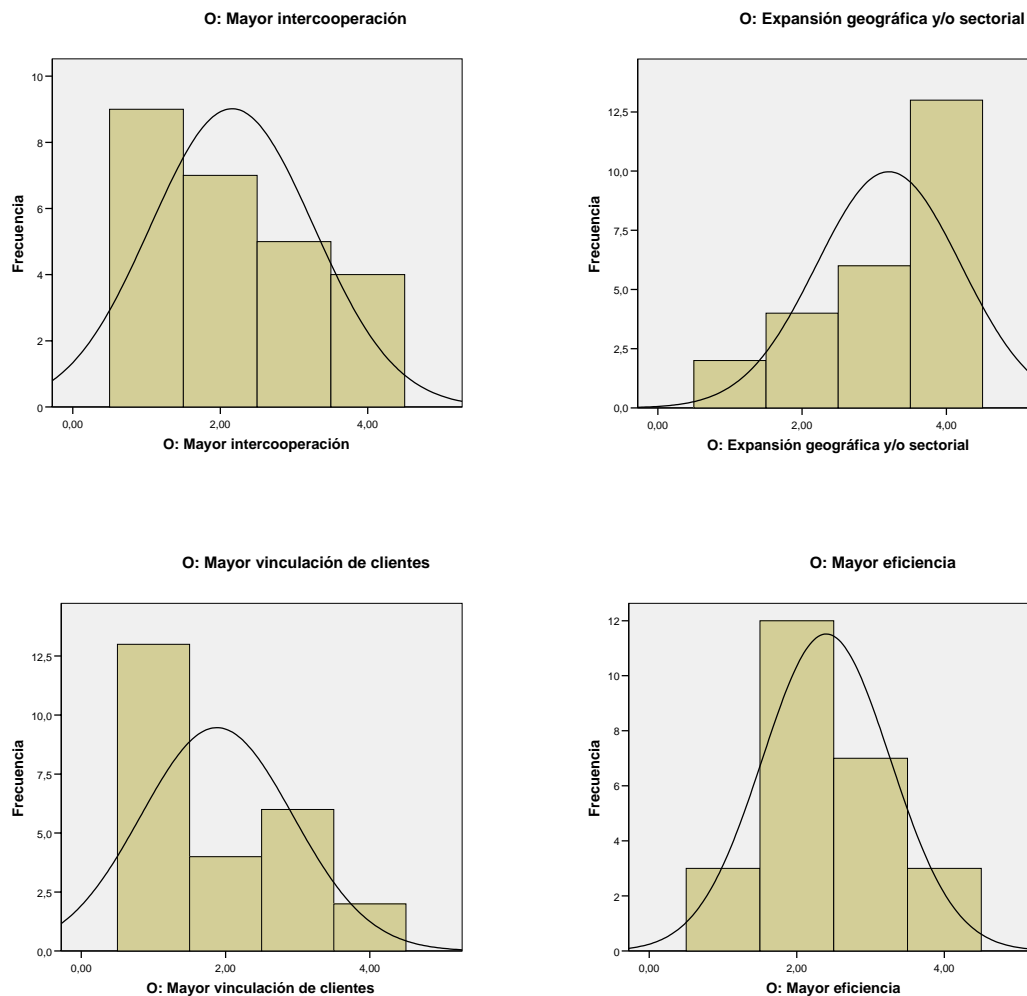 O: Mayor intercooperación
Frecuencia
10
8
6
4
2
0
0,00 2,00 4,00
O: Mayor intercooperación
O: Expansión geográfica y/o sectorial
Frecuencia
12,5
10,0
7,5
5,0
2,5
0,0
0,00 2,00 4,00
O: Expansión geográfica y/o sectorial
O: Mayor vinculación de clientes
Frecuencia
12,5
10,0
7,5
5,0
2,5
0,0
0,00 2,00 4,00
O: Mayor vinculación de clientes
O: Mayor eficiencia
Frecuencia
12
10
8
6
4
2
0
0,00 2,00 4,00
O: Mayor eficiencia